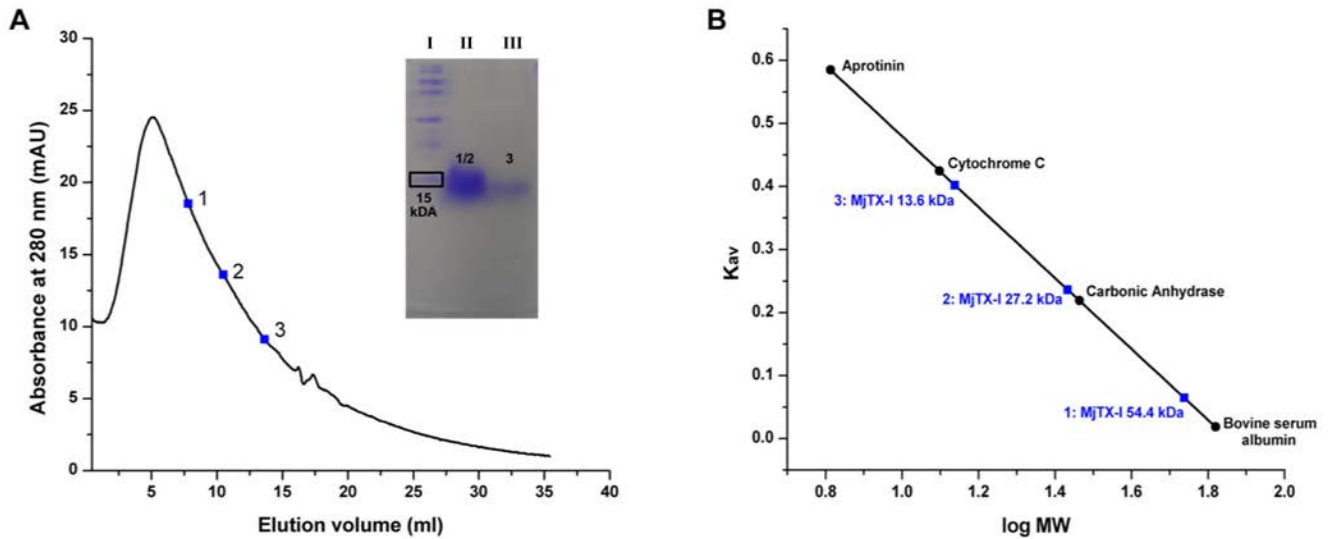 A
Absorbance at 280 nm (mAU)
30
25
20
15
10
5
0
5
10
15
20
25
30
35
40
Elution volume (ml)
1
2
3
I II III
1/2 3
15
kDA
B
Kav
0.6
0.5
0.4
0.3
0.2
0.1
0.0
0.8
1.0
1.2
1.4
1.6
1.8
2.0
log MW
Aprotinin
Cytochrome C
3: MjTX-I 13.6 kDa
Carbonic Anhydrase
2: MjTX-I 27.2 kDa
1: MjTX-I 54.4 kDa
Bovine serum
albumin